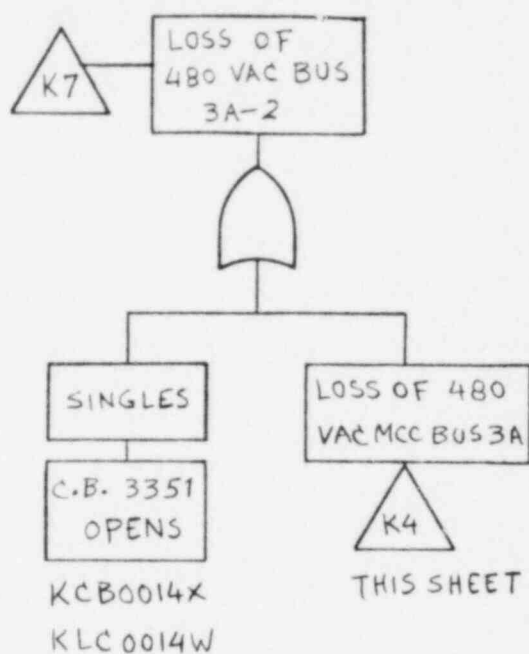 K7
LOSS OF
480 VAC BUS
3A-2
SINGLES
C.B. 3351
OPENS
KCB0014X
KLC0014W
LOSS OF 480
VAC MCC BUS 3A
K4
THIS SHEET